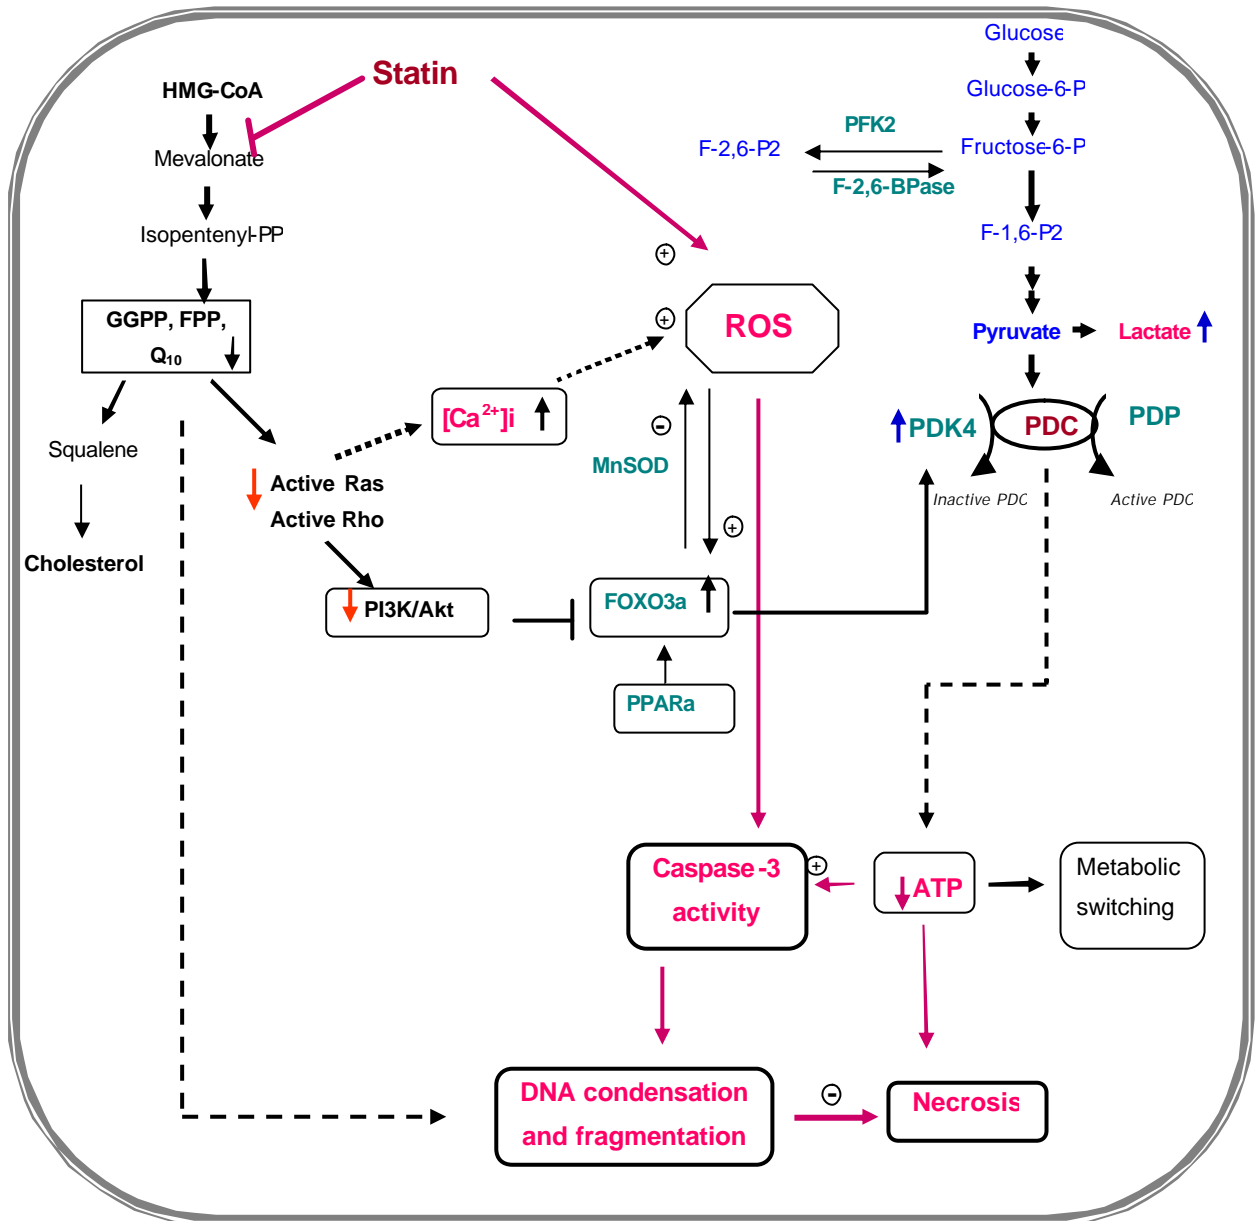 Glucose
Statin
HMG-CoA
Glucose-6-P
PFK2
F-2,6-P2
Fructose-6-P
Mevalonate
F-2,6-BPase
Isopentenyl-PP
F-1,6-P2
+
GGPP, FPP,
Q10
+
ROS
Pyruvate
Lactate
[Ca2+]i
-
PDK4
PDC
PDP
Squalene
MnSOD
Active Ras
Active Rho
Inactive PDC
Active PDC
+
Cholesterol
PI3K/Akt
FOXO3a
PPARa
Caspase-3
activity
+
ATP
Metabolic
switching
DNA condensation
and fragmentation
-
Necrosis